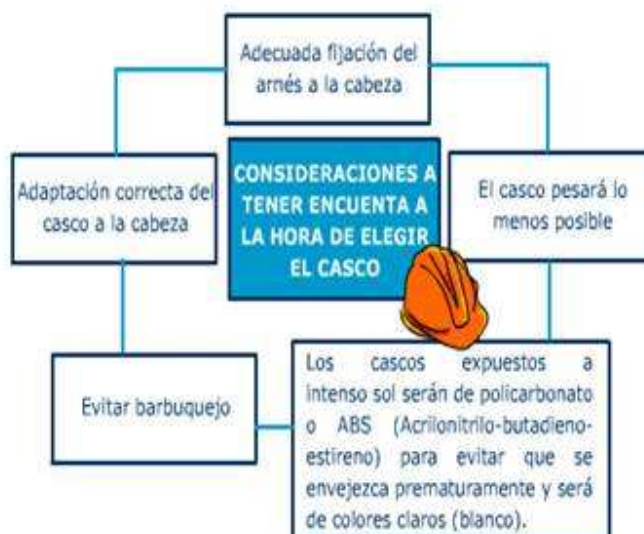 Adecuada fijación del
arnés a la cabeza
CONSIDERACIONES A
TENER ENCUENTA A
LA HORA DE ELEGIR
EL CASCO
Adaptación correcta del
casco a la cabeza
El casco pesará lo
menos posible
Evitar barbuquejo
Los cascos expuestos a
intenso sol serán de policarbonato
o ABS (Acrilonitrilo-butadieno-
estireno) para evitar que se
envejezca prematuramente y será
de colores claros (blanco).